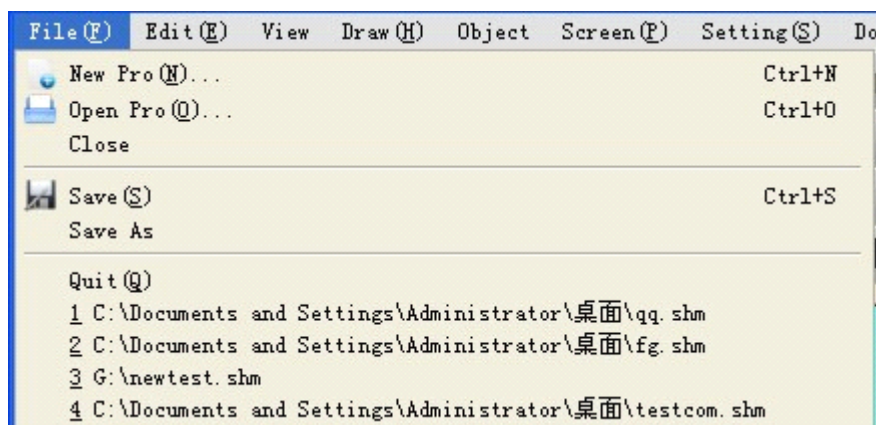 File(F) Edit(E) View Draw(H) Object Screen(P) Setting(S) Do
New Pro(N)... Ctrl+N
Open Pro(O)... Ctrl+O
Close
Save(S) Ctrl+S
Save As
Quit(Q)
1 C:\Documents and Settings\Administrator\桌面\qq.shm
2 C:\Documents and Settings\Administrator\桌面\fg.shm
3 G:\newtest.shm
4 C:\Documents and Settings\Administrator\桌面\testcom.shm